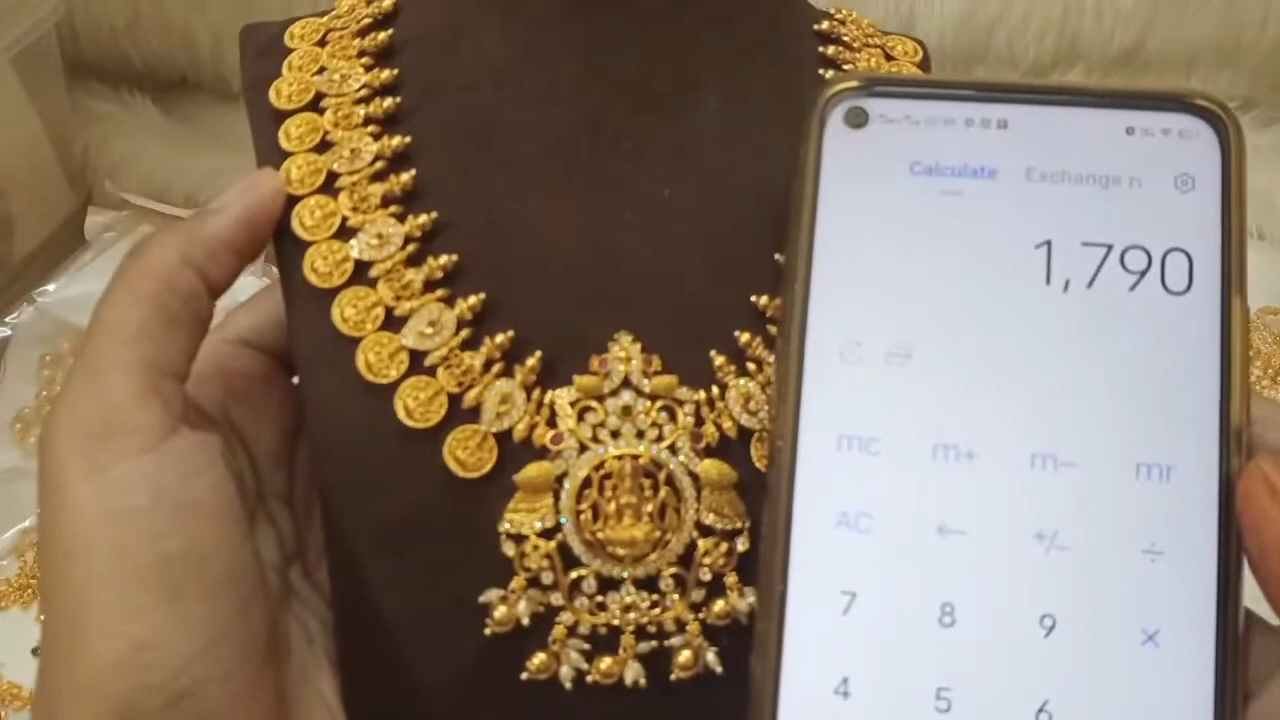 Calculate Exchange r
1,790
mc m+ m− mr
AC ← +/− ÷
7 8 9 ×
4 5 6